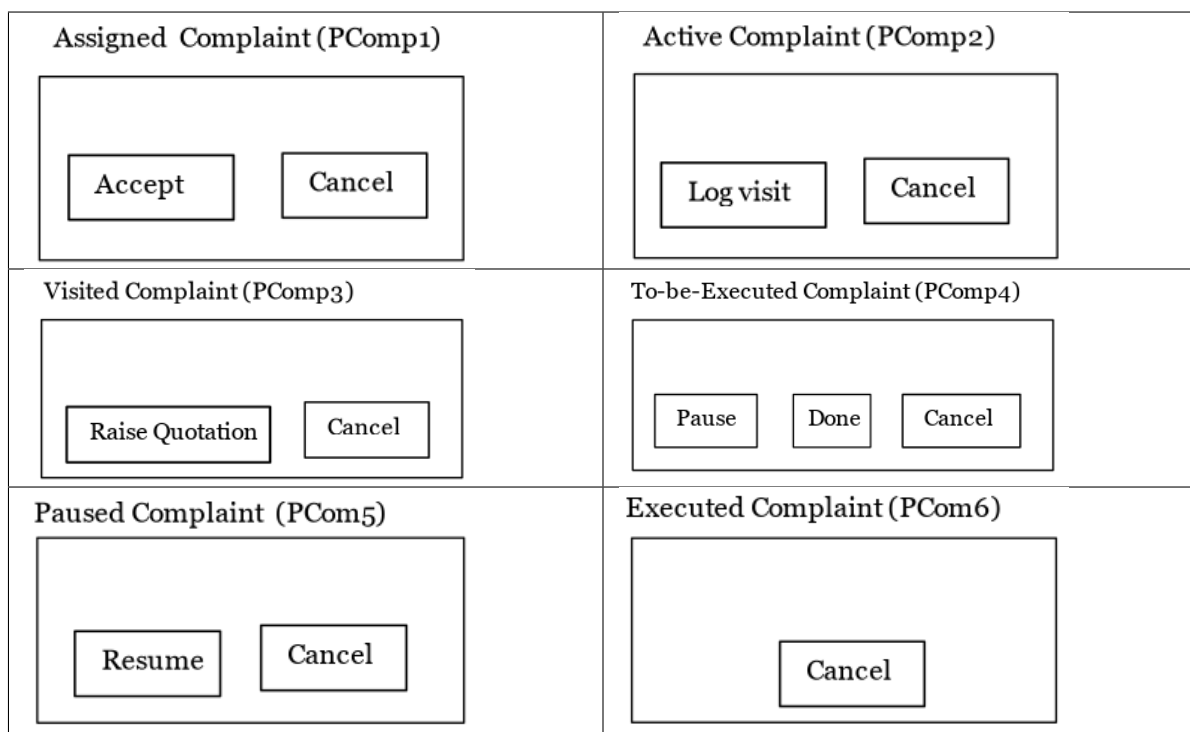 Assigned Complaint (PComp1)
Accept
Cancel
Active Complaint (PComp2)
Log visit
Cancel
Visited Complaint (PComp3)
Raise Quotation
Cancel
To-be-Executed Complaint (PComp4)
Pause
Done
Cancel
Paused Complaint (PCom5)
Resume
Cancel
Executed Complaint (PCom6)
Cancel